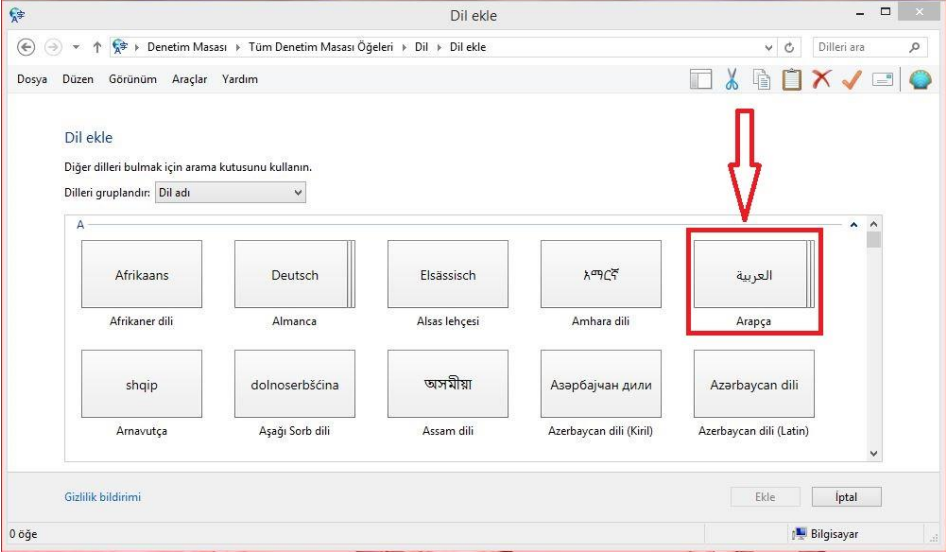 Dil ekle
Denetim Masası Tüm Denetim Masası Öğeleri Dil Dil ekle
Dilleri ara
Dosya Düzen Görünüm Araçlar Yardım
Dil ekle
Diğer dilleri bulmak için arama kutusunu kullanın.
Dilleri gruplandır: Dil adı
A
Afrikaans Deutsch Elsässisch አማርኛ العربية
Afrikaner dili Almanca Alsas lehçesi Amhara dili Arapça
shqip dolnoserbšćina অসমীয়া Азәрбајҹан дили Azərbaycan dili
Arnavutça Aşağı Sorb dili Assam dili Azerbaycan dili (Kiril) Azerbaycan dili (Latin)
Gizlilik bildirimi
Ekle İptal
0 öğe Bilgisayar